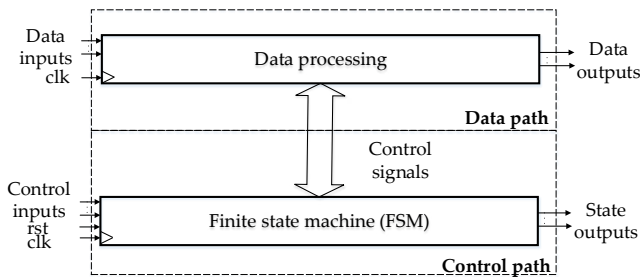 Data
inputs
clk
Data processing
Data
outputs
Data path
Control
signals
Control
inputs
rst
clk
Finite state machine (FSM)
State
outputs
Control path